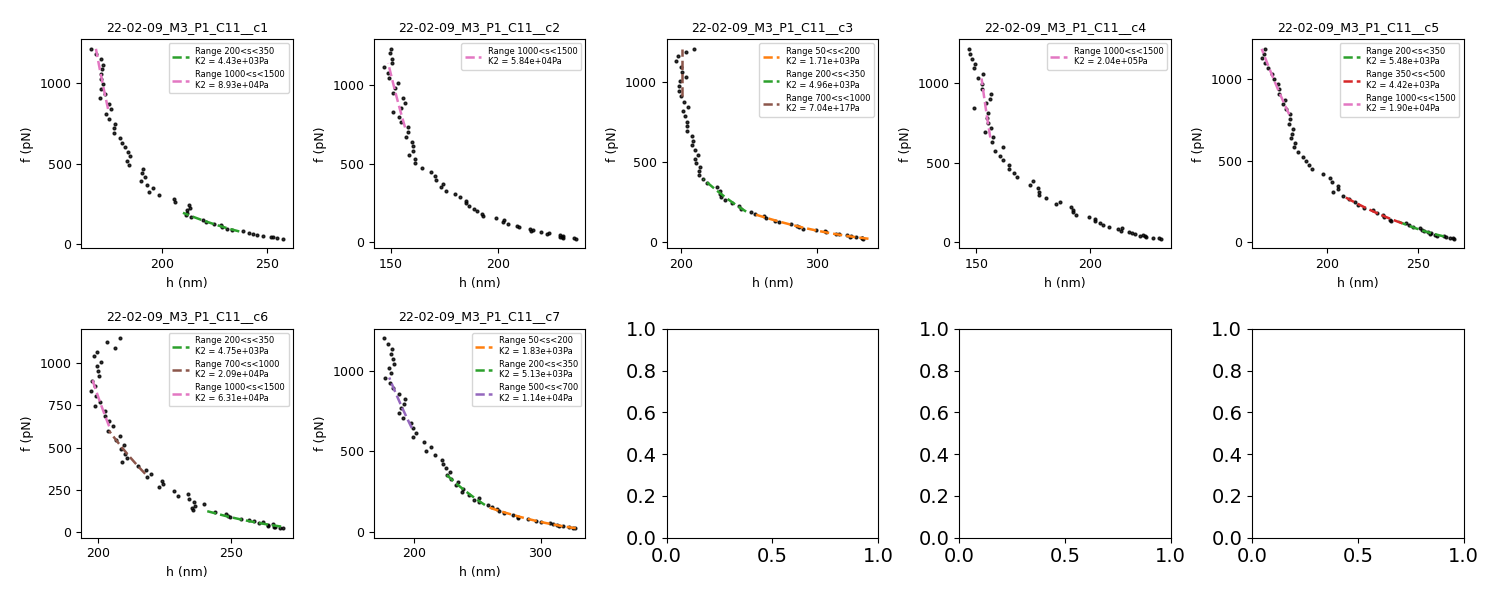 22-02-09_M3_P1_C11__c1
Range 200<s<350
K2 = 4.43e+03Pa
Range 1000<s<1500
K2 = 8.93e+04Pa
f (pN)
1000
500
0
200
250
h (nm)
22-02-09_M3_P1_C11__c2
Range 1000<s<1500
K2 = 5.84e+04Pa
f (pN)
1000
500
0
150
200
h (nm)
22-02-09_M3_P1_C11__c3
Range 50<s<200
K2 = 1.71e+03Pa
Range 200<s<350
K2 = 4.96e+03Pa
Range 700<s<1000
K2 = 7.04e+17Pa
f (pN)
1000
500
0
200
300
h (nm)
22-02-09_M3_P1_C11__c4
Range 1000<s<1500
K2 = 2.04e+05Pa
f (pN)
1000
500
0
150
200
h (nm)
22-02-09_M3_P1_C11__c5
Range 200<s<350
K2 = 5.48e+03Pa
Range 350<s<500
K2 = 4.42e+03Pa
Range 1000<s<1500
K2 = 1.90e+04Pa
f (pN)
1000
500
0
200
250
h (nm)
22-02-09_M3_P1_C11__c6
Range 200<s<350
K2 = 4.75e+03Pa
Range 700<s<1000
K2 = 2.09e+04Pa
Range 1000<s<1500
K2 = 6.31e+04Pa
f (pN)
1000
750
500
250
0
200
250
h (nm)
22-02-09_M3_P1_C11__c7
Range 50<s<200
K2 = 1.83e+03Pa
Range 200<s<350
K2 = 5.13e+03Pa
Range 500<s<700
K2 = 1.14e+04Pa
f (pN)
1000
500
0
200
300
h (nm)
1.0
0.8
0.6
0.4
0.2
0.0
0.0
0.5
1.0
1.0
0.8
0.6
0.4
0.2
0.0
0.0
0.5
1.0
1.0
0.8
0.6
0.4
0.2
0.0
0.0
0.5
1.0